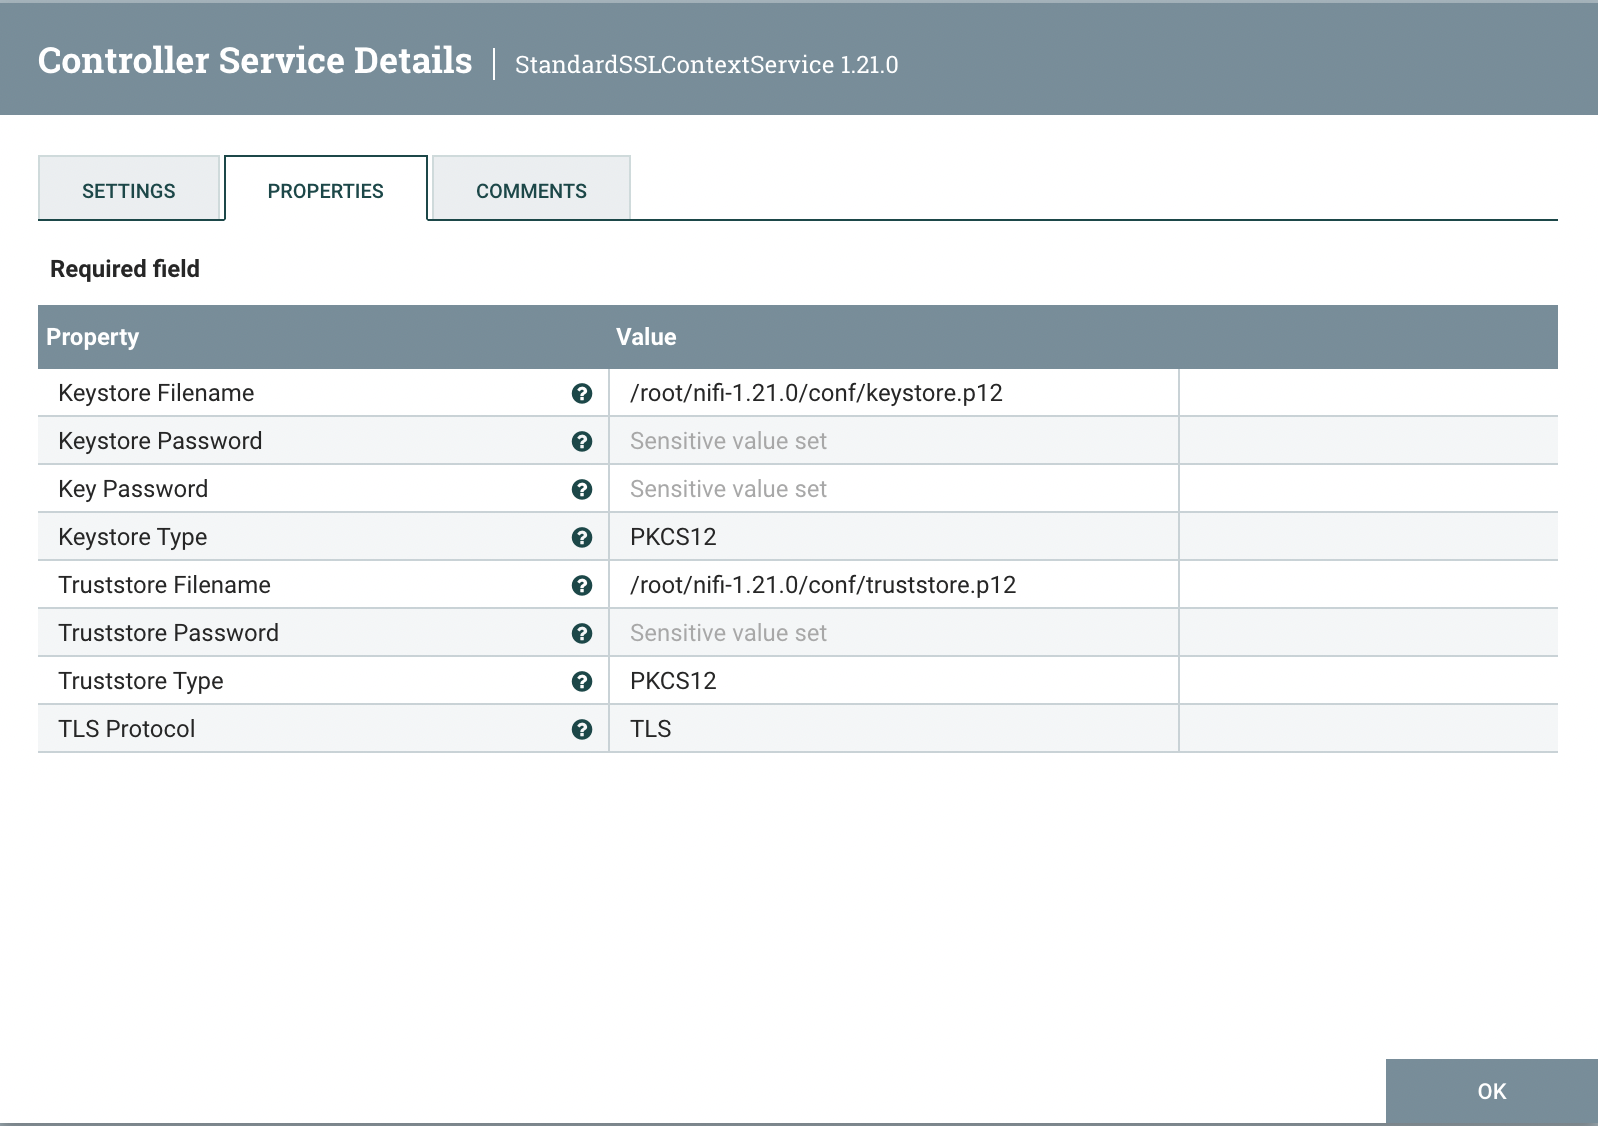 Controller Service Details | StandardSSLContextService 1.21.0
SETTINGS PROPERTIES COMMENTS
Required field
Property Value
Keystore Filename ? /root/nifi-1.21.0/conf/keystore.p12
Keystore Password ? Sensitive value set
Key Password ? Sensitive value set
Keystore Type ? PKCS12
Truststore Filename ? /root/nifi-1.21.0/conf/truststore.p12
Truststore Password ? Sensitive value set
Truststore Type ? PKCS12
TLS Protocol ? TLS
OK